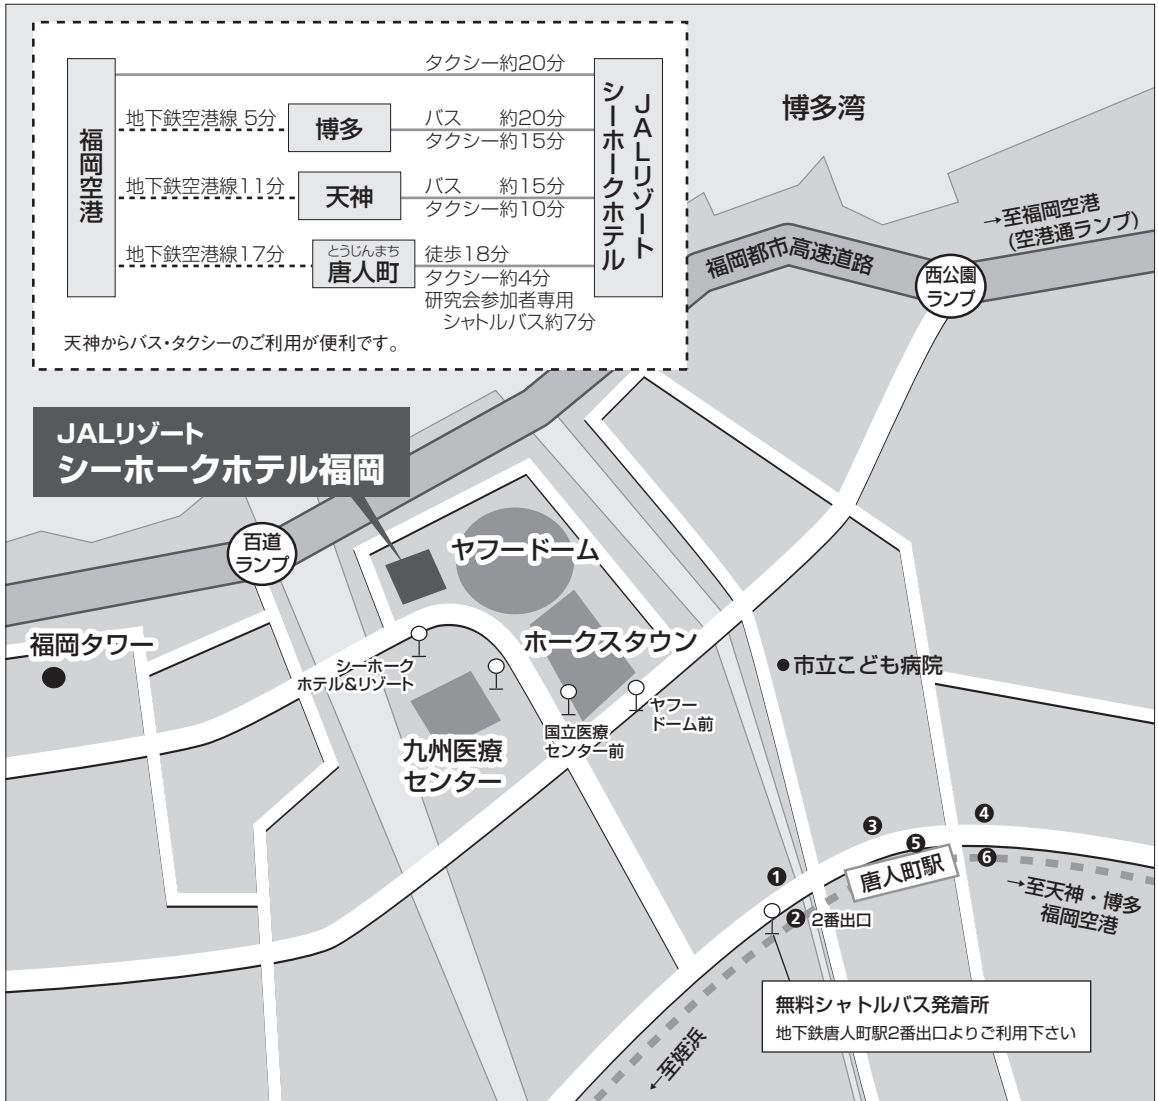 タクシー約20分
福岡空港
地下鉄空港線 5分
博多
バス 約20分
タクシー約15分
地下鉄空港線11分
天神
バス 約15分
タクシー約10分
地下鉄空港線17分
とうじんまち
唐人町
徒歩18分
タクシー約4分
研究会参加者専用
シャトルバス約7分
JALリゾート
シーホークホテル
天神からバス・タクシーのご利用が便利です。
博多湾
→至福岡空港
(空港通ランプ)
福岡都市高速道路
西公園
ランプ
JALリゾート
シーホークホテル福岡
百道
ランプ
ヤフードーム
福岡タワー
ホークスタウン
シーホーク
ホテル&リゾート
●市立こども病院
ヤフー
ドーム前
国立医療
センター前
九州医療
センター
❸
❹
❺
❻
唐人町駅
❶
→至天神・博多
福岡空港
❷ 2番出口
無料シャトルバス発着所
地下鉄唐人町駅2番出口よりご利用下さい
←至姪浜